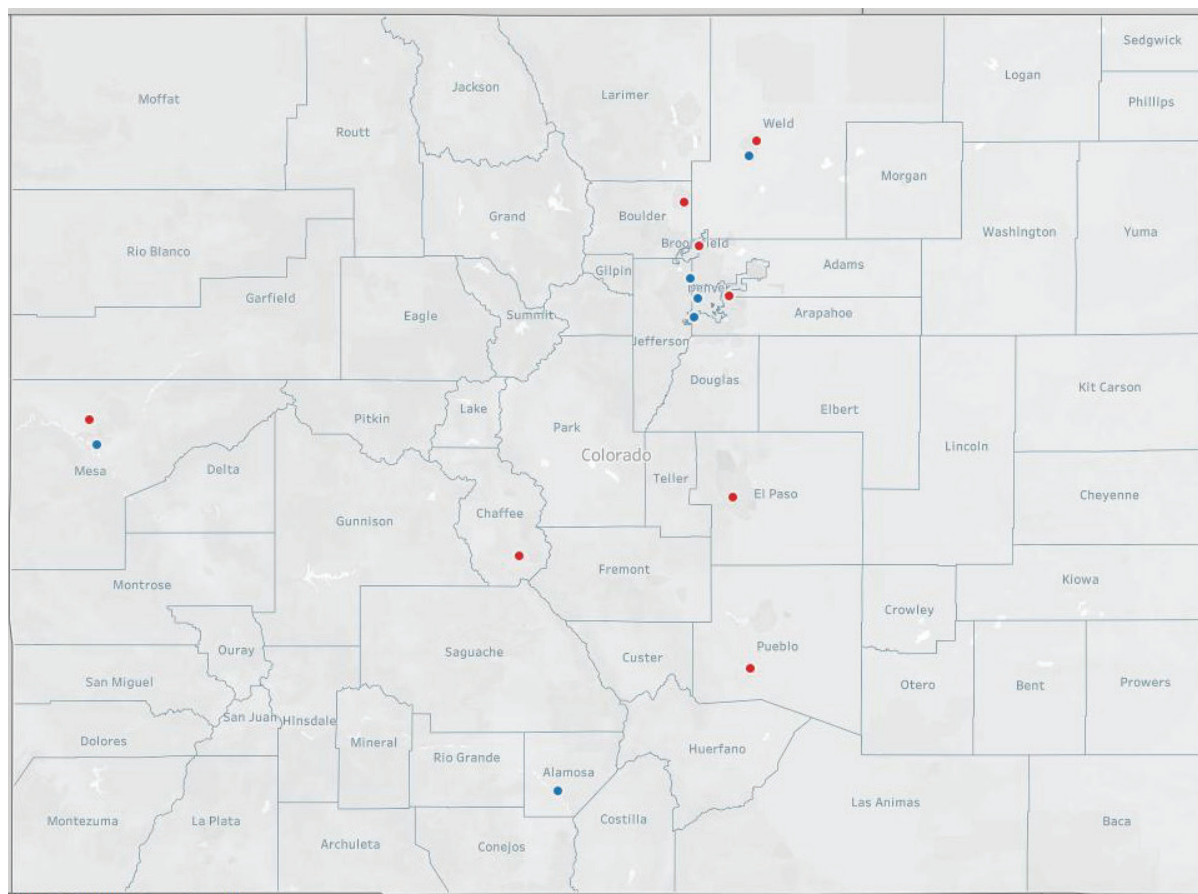 Sedgwick
Logan
Moffat
Jackson
Larimer
Phillips
Weld
Routt
Morgan
Boulder
Grand
Washington
Yuma
Rio Blanco
Broomfield
Gilpin
Adams
Garfield
Denver
Eagle
Summit
Arapahoe
Jefferson
Douglas
Kit Carson
Elbert
Pitkin
Lake
Park
Lincoln
Colorado
Mesa
Delta
Teller
El Paso
Cheyenne
Chaffee
Gunnison
Fremont
Montrose
Kiowa
Crowley
Ouray
Saguache
Custer
Pueblo
San Miguel
Otero
Bent
Prowers
San Juan
Hinsdale
Dolores
Mineral
Huerfano
Rio Grande
Alamosa
Las Animas
Montezuma
La Plata
Costilla
Baca
Archuleta
Conejos